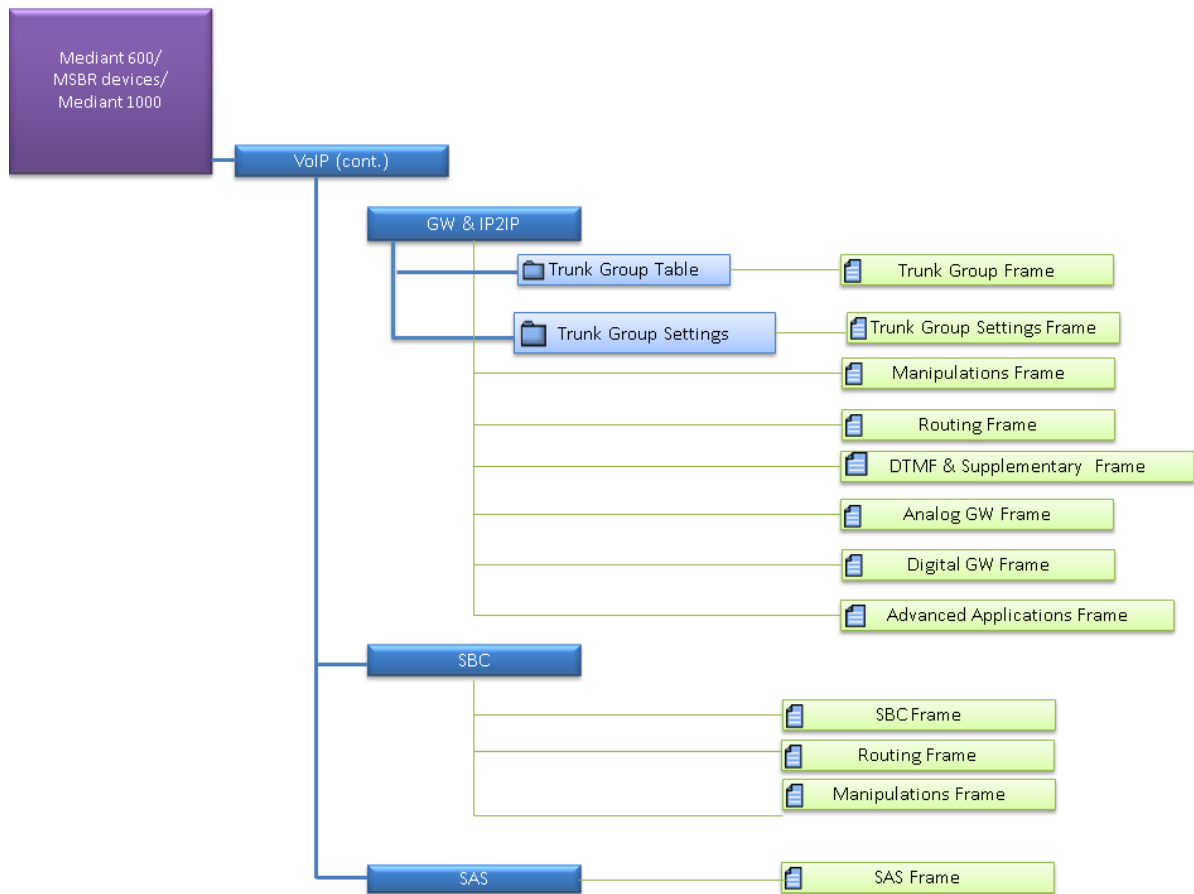 Mediant 600/
MSBR devices/
Mediant 1000
VoIP (cont.)
GW & IP2IP
Trunk Group Table
Trunk Group Frame
Trunk Group Settings
Trunk Group Settings Frame
Manipulations Frame
Routing Frame
DTMF & Supplementary Frame
Analog GW Frame
Digital GW Frame
Advanced Applications Frame
SBC
SBC Frame
Routing Frame
Manipulations Frame
SAS
SAS Frame